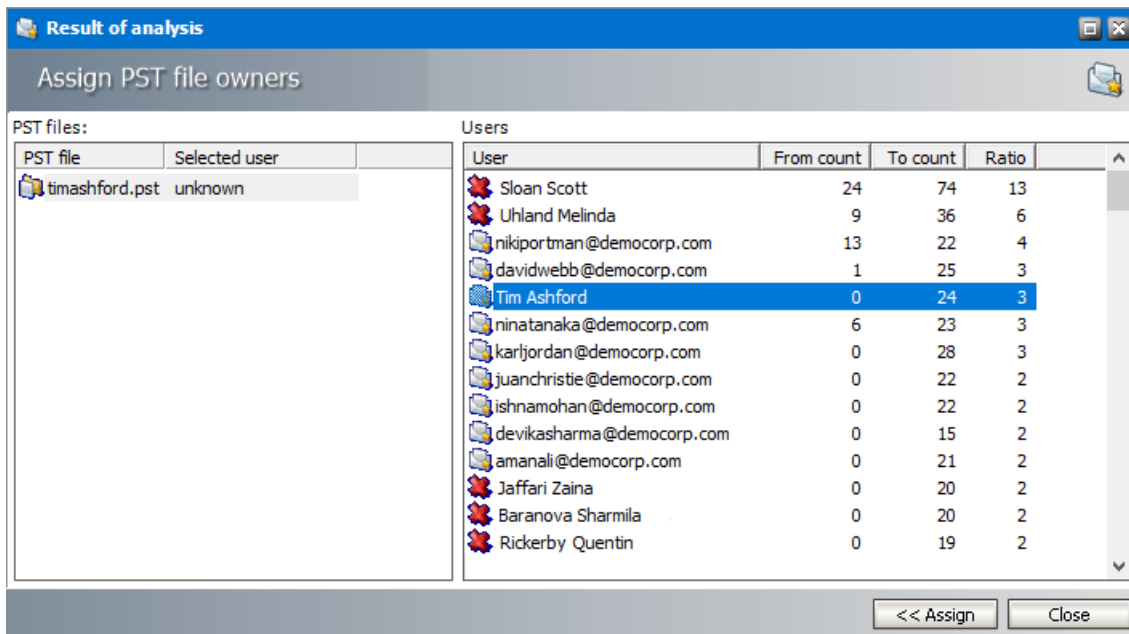 Result of analysis
Assign PST file owners
PST files:
PST file Selected user
timashford.pst unknown
Users
User From count To count Ratio
Sloan Scott 24 74 13
Uhland Melinda 9 36 6
nikiportman@democorp.com 13 22 4
davidwebb@democorp.com 1 25 3
Tim Ashford 0 24 3
ninatanaka@democorp.com 6 23 3
karljordan@democorp.com 0 28 3
juanchristie@democorp.com 0 22 2
ishnamohan@democorp.com 0 22 2
devikasharma@democorp.com 0 15 2
amanali@democorp.com 0 21 2
Jaffari Zaina 0 20 2
Baranova Sharmila 0 20 2
Rickerby Quentin 0 19 2
<< Assign Close